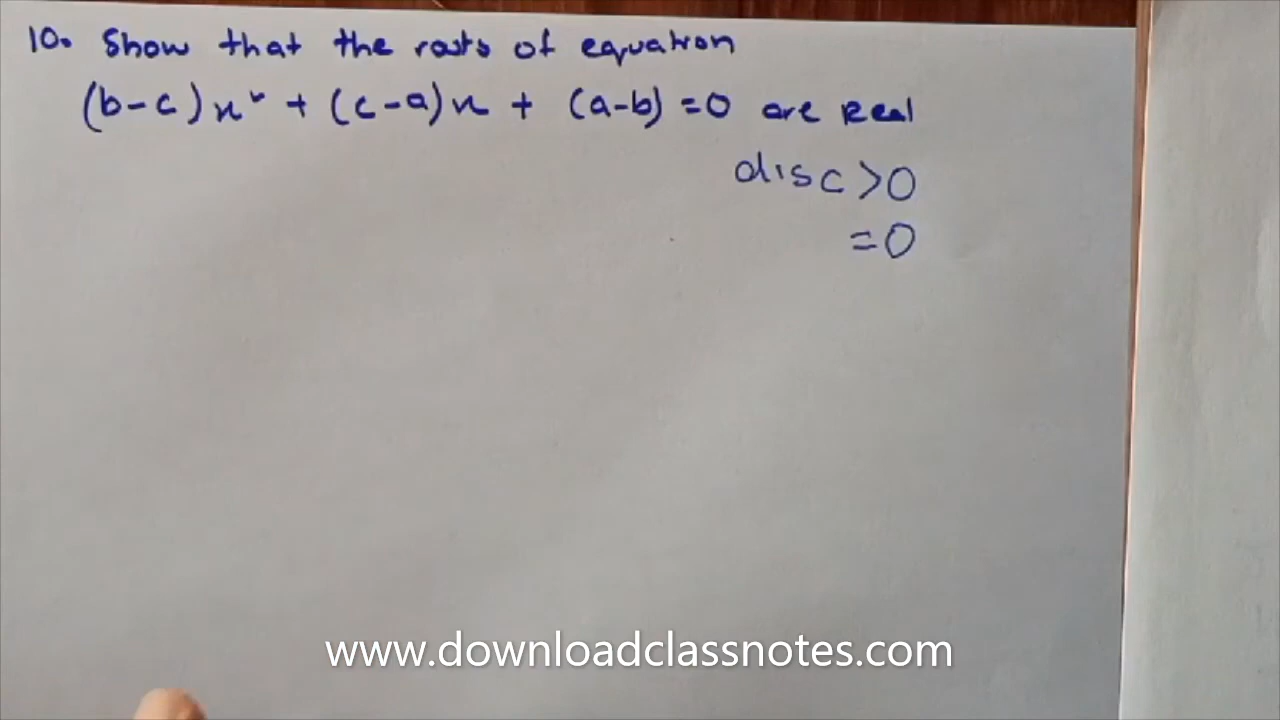 10. Show that the roots of equation
(b-c)x² + (c-a)x + (a-b) =0 are Real
disc >0
=0
www.downloadclassnotes.com